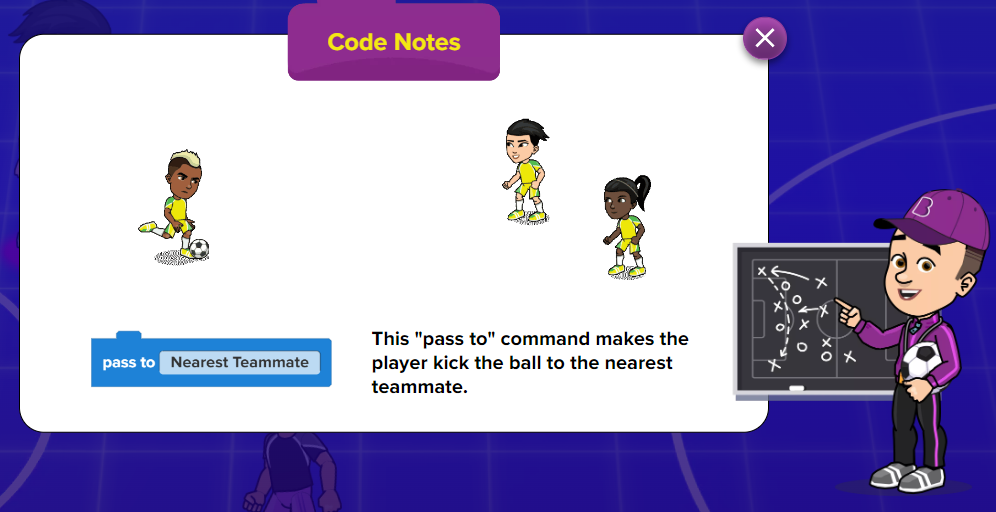 Code Notes
pass to Nearest Teammate
This "pass to" command makes the
player kick the ball to the nearest
teammate.
B